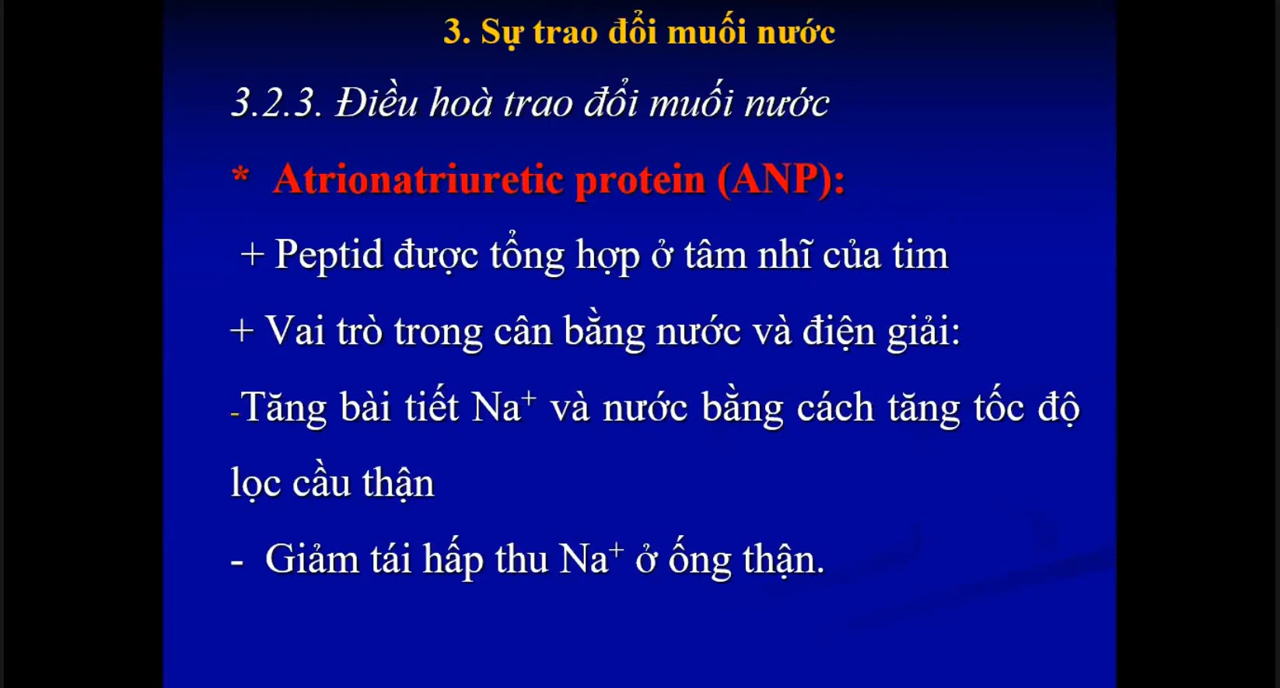 3. Sự trao đổi muối nước
3.2.3. Điều hoà trao đổi muối nước
* Atrionatriuretic protein (ANP):
+ Peptid được tổng hợp ở tâm nhĩ của tim
+ Vai trò trong cân bằng nước và điện giải:
-Tăng bài tiết Na⁺ và nước bằng cách tăng tốc độ
lọc cầu thận
- Giảm tái hấp thu Na⁺ ở ống thận.